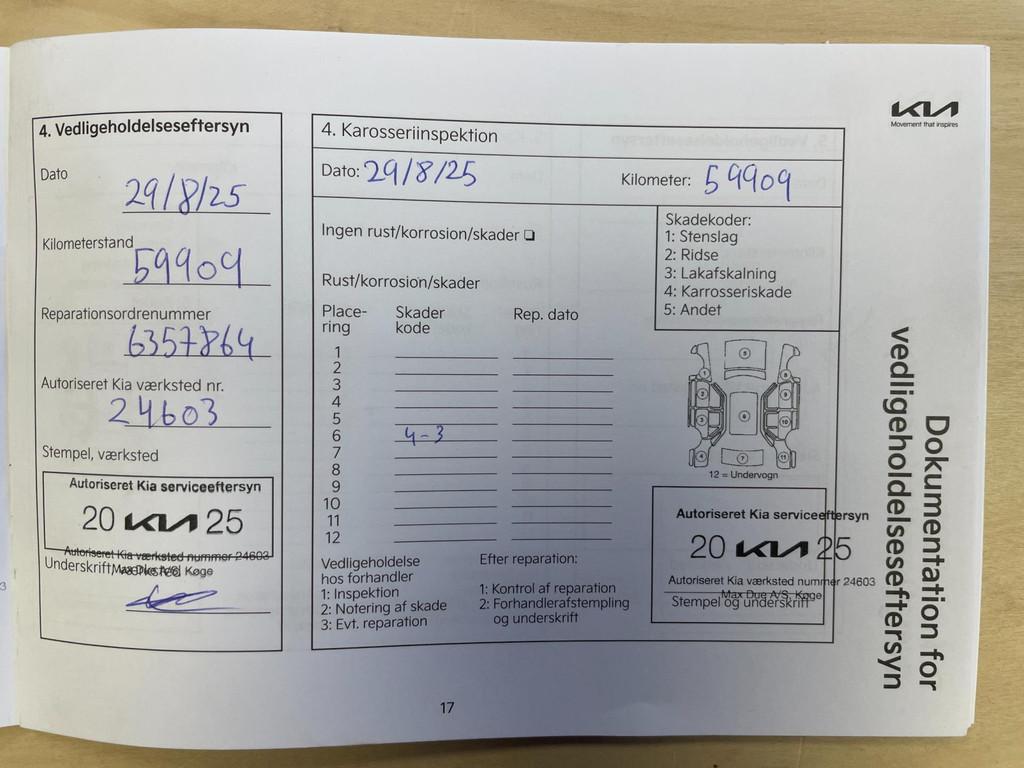 KIA
Movement that inspires
Dokumentation for
vedligeholdelseseftersyn
4. Vedligeholdelseseftersyn
Dato
29/8/25
Kilometerstand
59909
Reparationsordrenummer
6357864
Autoriseret Kia værksted nr.
24603
Stempel, værksted
Autoriseret Kia serviceeftersyn
20 KIA 25
Autoriseret Kia værksted nummer 24603
Max Due A/S, Køge
Underskrift, værksted
4. Karosseriinspektion
Dato: 29/8/25 Kilometer: 59909
Ingen rust/korrosion/skader ❏
Rust/korrosion/skader
Place-
ring
Skader
kode
Rep. dato
1
2
3
4
5
6 4-3
7
8
9
10
11
12
Skadekoder:
1: Stenslag
2: Ridse
3: Lakafskalning
4: Karrosseriskade
5: Andet
12 = Undervogn
Vedligeholdelse
hos forhandler
1: Inspektion
2: Notering af skade
3: Evt. reparation
Efter reparation:
1: Kontrol af reparation
2: Forhandlerafstempling
og underskrift
Autoriseret Kia serviceeftersyn
20 KIA 25
Autoriseret Kia værksted nummer 24603
Max Due A/S, Køge
Stempel og underskrift
17